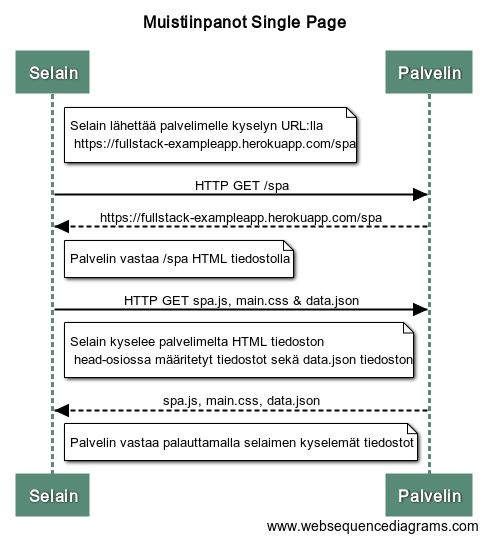 Muistiinpanot Single Page
Selain
Palvelin
Selain lähettää palvelimelle kyselyn URL:lla
https://fullstack-exampleapp.herokuapp.com/spa
HTTP GET /spa
https://fullstack-exampleapp.herokuapp.com/spa
Palvelin vastaa /spa HTML tiedostolla
HTTP GET spa.js, main.css & data.json
Selain kyselee palvelimelta HTML tiedoston
head-osiossa määritetyt tiedostot sekä data.json tiedoston
spa.js, main.css, data.json
Palvelin vastaa palauttamalla selaimen kyselemät tiedostot
Selain
Palvelin
www.websequencediagrams.com